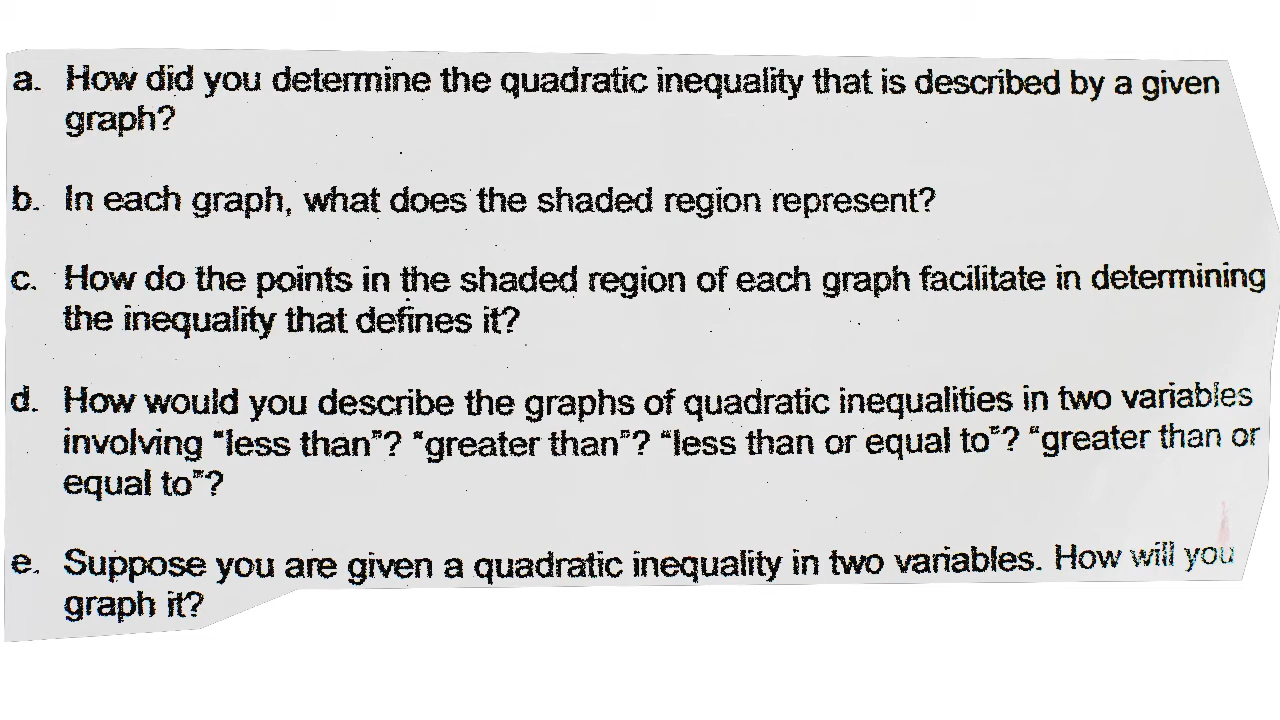 a. How did you determine the quadratic inequality that is described by a given
graph?
b. In each graph, what does the shaded region represent?
c. How do the points in the shaded region of each graph facilitate in determining
the inequality that defines it?
d. How would you describe the graphs of quadratic inequalities in two variables
involving "less than"? "greater than"? "less than or equal to"? "greater than or
equal to"?
e. Suppose you are given a quadratic inequality in two variables. How will you
graph it?